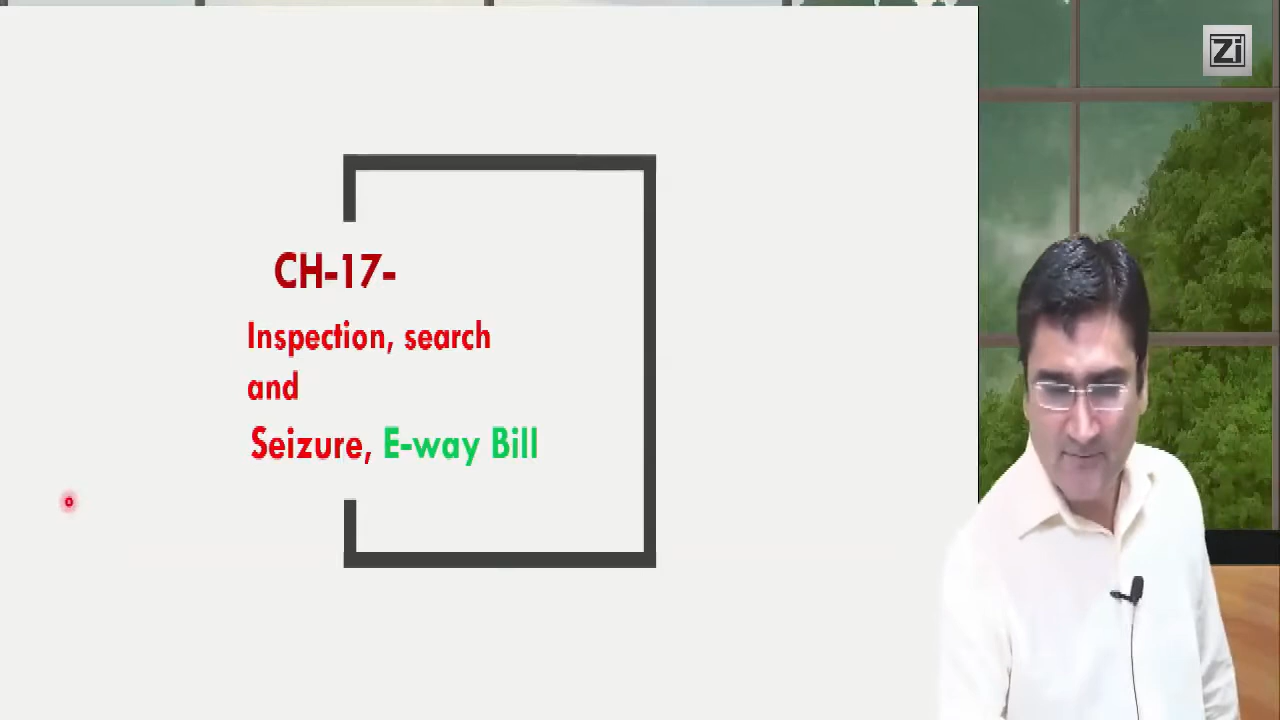 Zi
CH-17-
Inspection, search
and
Seizure, E-way Bill